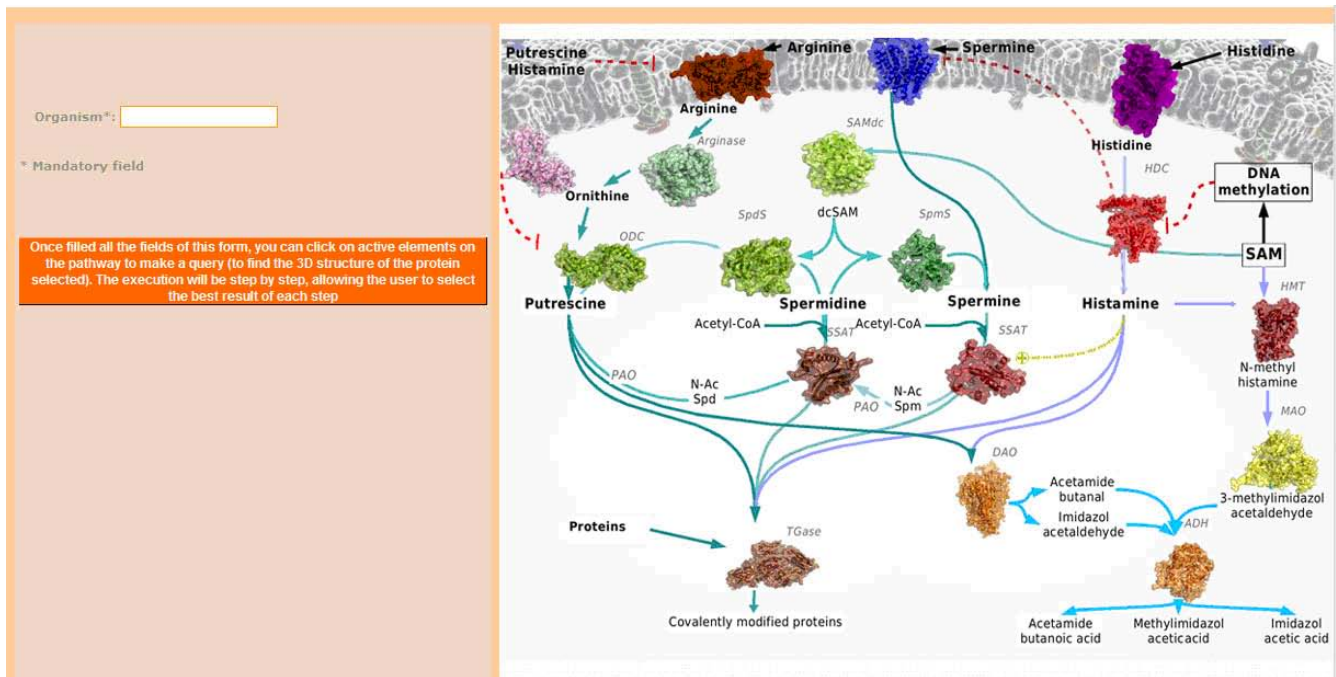 Organism*:
* Mandatory field
Once filled all the fields of this form, you can click on active elements on
the pathway to make a query (to find the 3D structure of the protein
selected). The execution will be step by step, allowing the user to select
the best result of each step
Putrescine
Histamine
Arginine
Spermine
Histidine
Arginine
Arginase
SAMdc
Histidine
HDC
DNA
methylation
Ornithine
SpdS
dcSAM
SpmS
ODC
SAM
Putrescine
Spermidine
Spermine
Histamine
HMT
Acetyl-CoA
SSAT
Acetyl-CoA
SSAT
N-methyl
histamine
PAO
N-Ac
Spd
PAO
N-Ac
Spm
MAO
DAO
Acetamide
butanal
Imidazol
acetaldehyde
3-methylimidazol
acetaldehyde
ADH
Proteins
TGase
Covalently modified proteins
Acetamide
butanoic acid
Methylimidazol
aceticacid
Imidazol
acetic acid